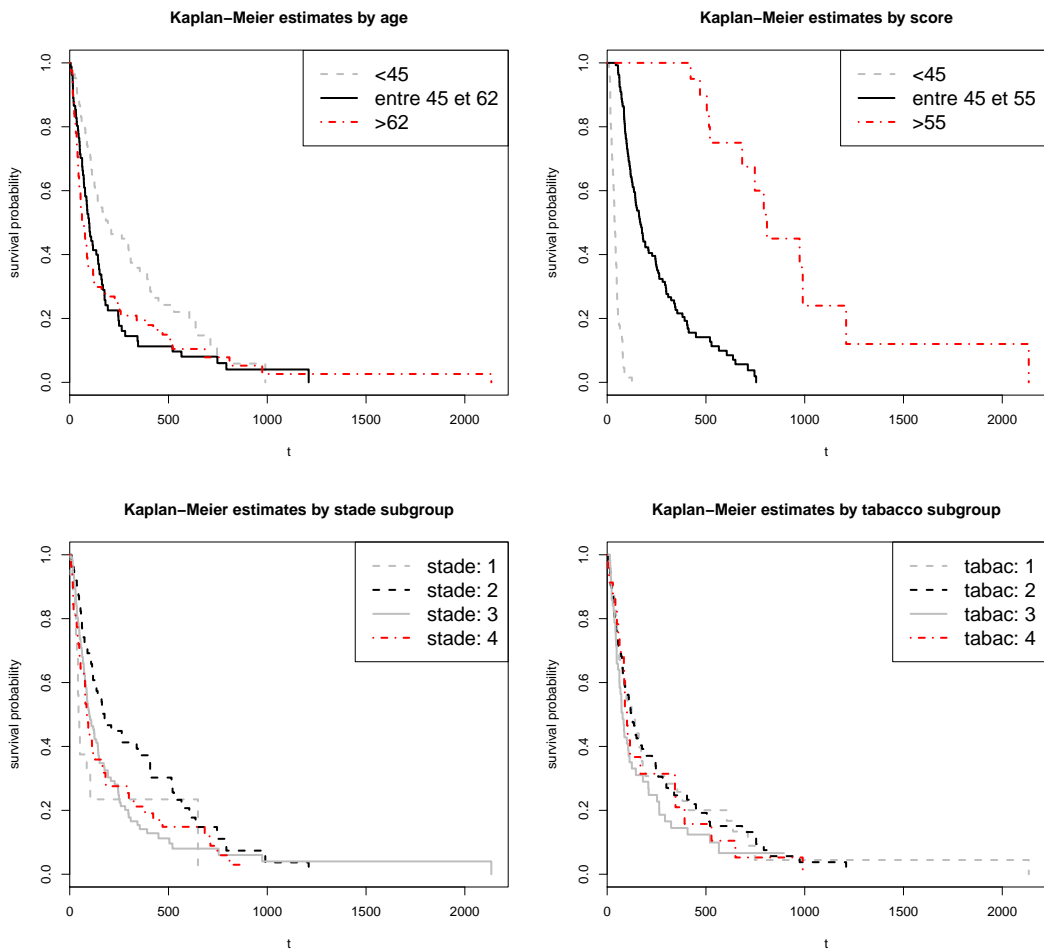 Kaplan−Meier estimates by age
survival probability
0.0 0.2 0.4 0.6 0.8 1.0
<45
entre 45 et 62
>62
0 500 1000 1500 2000
t
Kaplan−Meier estimates by score
survival probability
0.0 0.2 0.4 0.6 0.8 1.0
<45
entre 45 et 55
>55
0 500 1000 1500 2000
t
Kaplan−Meier estimates by stade subgroup
survival probability
0.0 0.2 0.4 0.6 0.8 1.0
stade: 1
stade: 2
stade: 3
stade: 4
0 500 1000 1500 2000
t
Kaplan−Meier estimates by tabacco subgroup
survival probability
0.0 0.2 0.4 0.6 0.8 1.0
tabac: 1
tabac: 2
tabac: 3
tabac: 4
0 500 1000 1500 2000
t